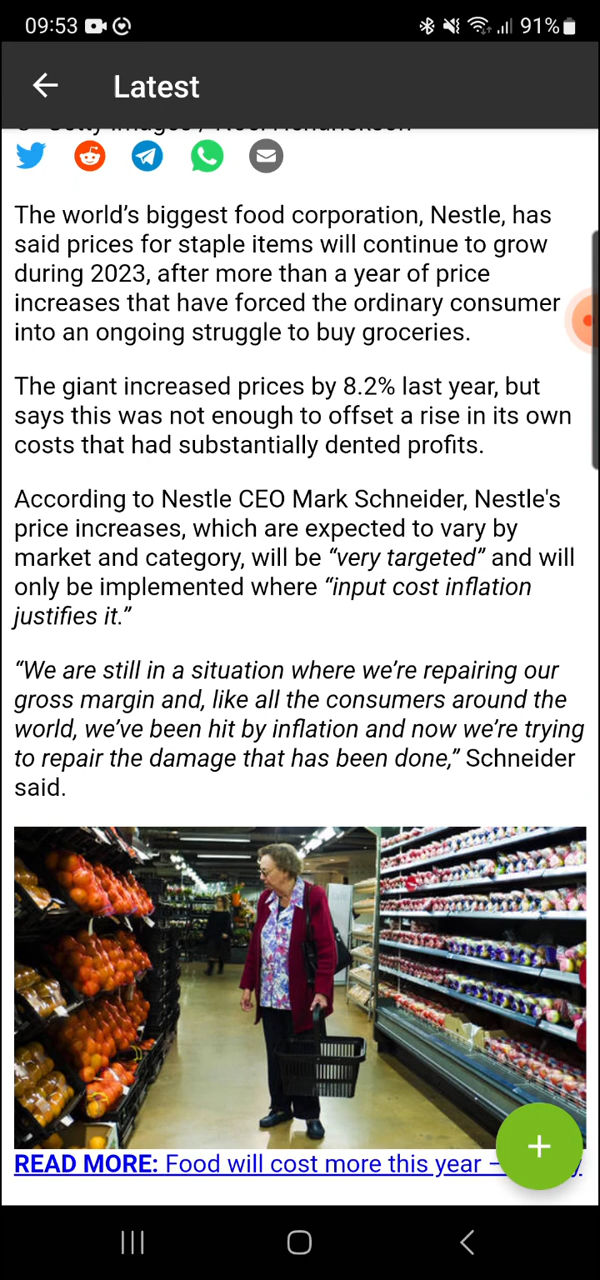 09:53
91%
Latest
The world’s biggest food corporation, Nestle, has
said prices for staple items will continue to grow
during 2023, after more than a year of price
increases that have forced the ordinary consumer
into an ongoing struggle to buy groceries.
The giant increased prices by 8.2% last year, but
says this was not enough to offset a rise in its own
costs that had substantially dented profits.
According to Nestle CEO Mark Schneider, Nestle's
price increases, which are expected to vary by
market and category, will be “very targeted” and will
only be implemented where “input cost inflation
justifies it.”
“We are still in a situation where we’re repairing our
gross margin and, like all the consumers around the
world, we’ve been hit by inflation and now we’re trying
to repair the damage that has been done,” Schneider
said.
READ MORE: Food will cost more this year –